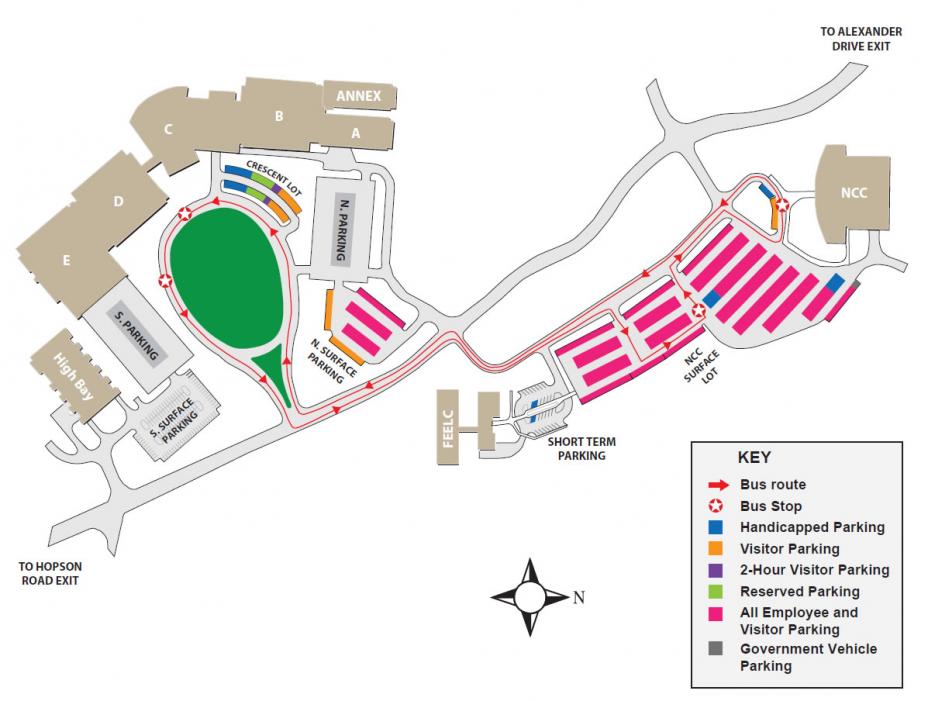 TO ALEXANDER
DRIVE EXIT
ANNEX
B
A
C
CRESCENT LOT
NCC
D
N. PARKING
E
S. PARKING
N. SURFACE
PARKING
NCC
SURFACE
LOT
High Bay
S. SURFACE
PARKING
FEELC
SHORT TERM
PARKING
TO HOPSON
ROAD EXIT
N
KEY
Bus route
Bus Stop
Handicapped Parking
Visitor Parking
2-Hour Visitor Parking
Reserved Parking
All Employee and
Visitor Parking
Government Vehicle
Parking